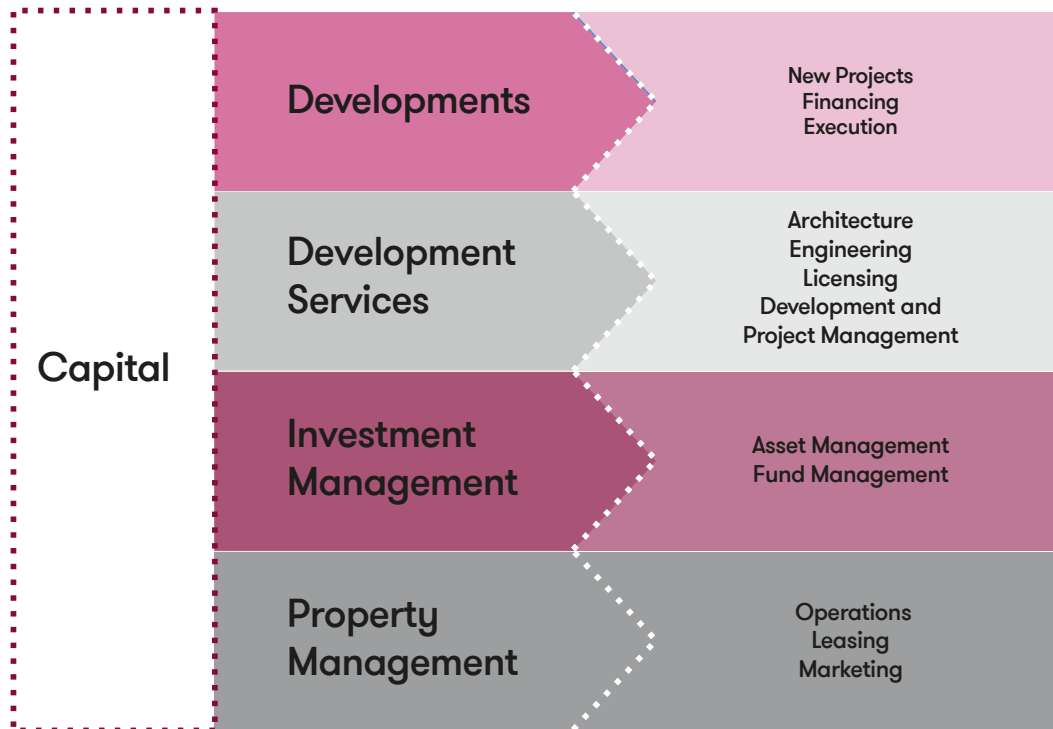 Capital
Developments
New Projects
Financing
Execution
Development
Services
Architecture
Engineering
Licensing
Development and
Project Management
Investment
Management
Asset Management
Fund Management
Property
Management
Operations
Leasing
Marketing